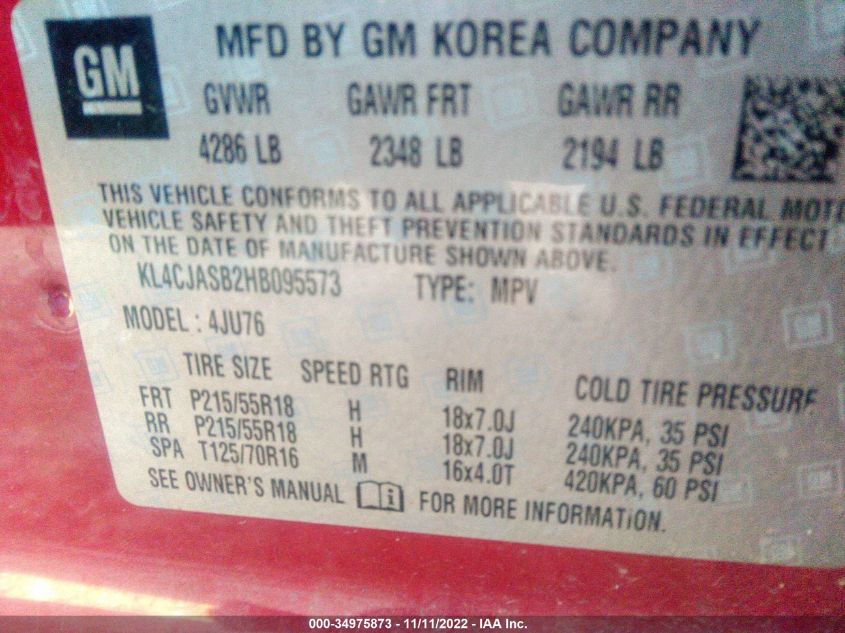 GM
MFD BY GM KOREA COMPANY
GVWR GAWR FRT GAWR RR
4286 LB 2348 LB 2194 LB
THIS VEHICLE CONFORMS TO ALL APPLICABLE U.S. FEDERAL MOT
VEHICLE SAFETY AND THEFT PREVENTION STANDARDS IN EFFECT
ON THE DATE OF MANUFACTURE SHOWN ABOVE.
KL4CJASB2HB095573 TYPE: MPV
MODEL : 4JU76
TIRE SIZE SPEED RTG RIM COLD TIRE PRESSURE
FRT P215/55R18 H 18x7.0J 240KPA, 35 PSI
RR P215/55R18 H 18x7.0J 240KPA, 35 PSI
SPA T125/70R16 M 16x4.0T 420KPA, 60 PSI
SEE OWNER'S MANUAL i FOR MORE INFORMATION.
000-34975873 - 11/11/2022 - IAA Inc.